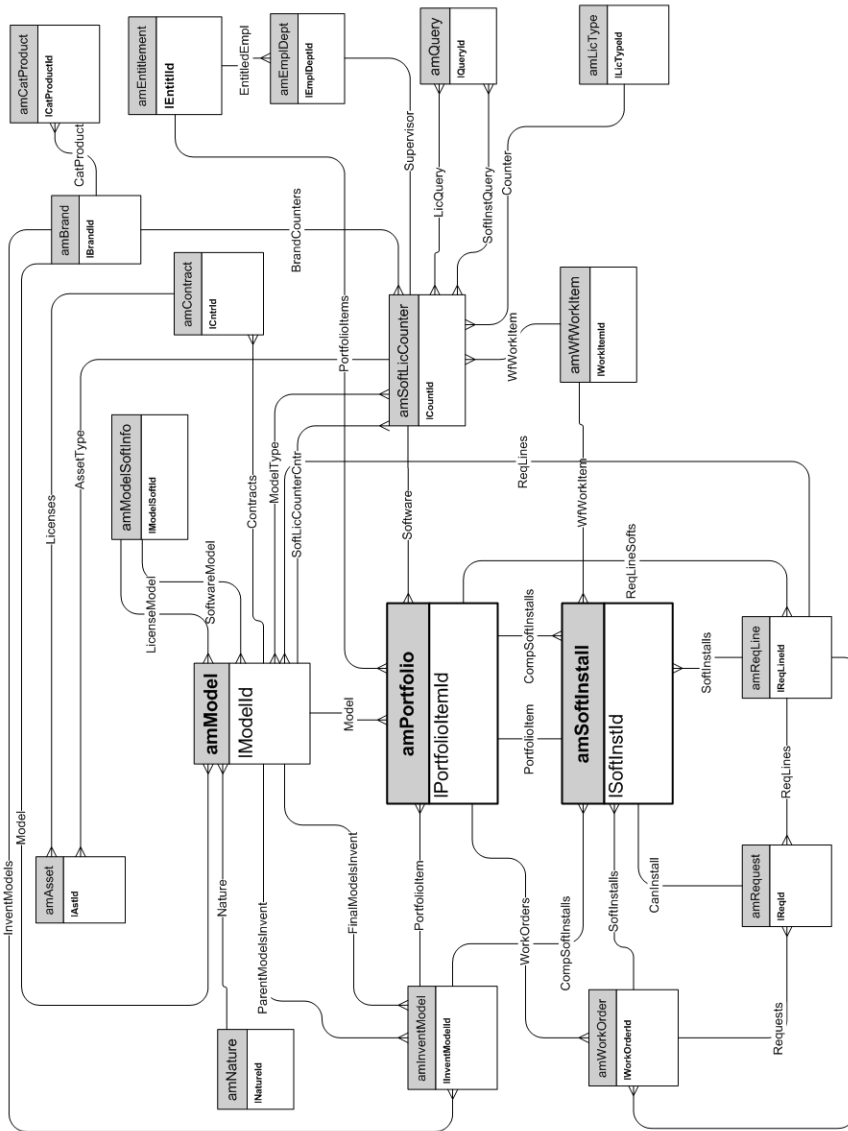 amCatProduct
lCatProductId
CatProduct
amBrand
lBrandId
amEntitlement
lEntitId
EntitledEmpl
amEmplDept
lEmplDeptId
amQuery
lQueryId
amLicType
lLicTypeId
Supervisor
LicQuery
SoftInstQuery
Counter
BrandCounters
PortfolioItems
amContract
lCntrId
Licenses
AssetType
amSoftLicCounter
lCountId
WfWorkItem
amWfWorkItem
lWorkItemId
amModelSoftInfo
lModelSoftId
LicenseModel
SoftwareModel
Contracts
ModelType
SoftLicCounterCntr
Software
WfWorkItem
ReqLines
InventModels
Model
amAsset
lAstId
amModel
lModelId
Model
amPortfolio
lPortfolioItemId
CompSoftInstalls
PortfolioItem
amSoftInstall
lSoftInstId
ReqLineSofts
SoftInstalls
amReqLine
lReqLineId
Nature
amNature
lNatureId
ParentModelsInvent
FinalModelsInvent
PortfolioItem
amInventModel
lInventModelId
WorkOrders
CompSoftInstalls
SoftInstalls
CanInstall
amWorkOrder
lWorkOrderId
Requests
amRequest
lReqId
ReqLines